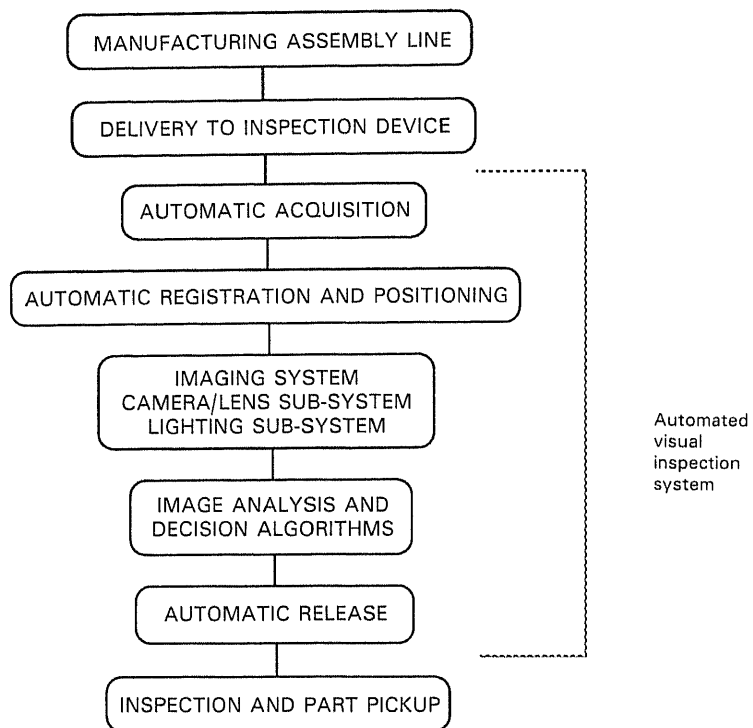 MANUFACTURING ASSEMBLY LINE
DELIVERY TO INSPECTION DEVICE
AUTOMATIC ACQUISITION
AUTOMATIC REGISTRATION AND POSITIONING
IMAGING SYSTEM
CAMERA/LENS SUB-SYSTEM
LIGHTING SUB-SYSTEM
IMAGE ANALYSIS AND
DECISION ALGORITHMS
AUTOMATIC RELEASE
INSPECTION AND PART PICKUP
Automated
visual
inspection
system